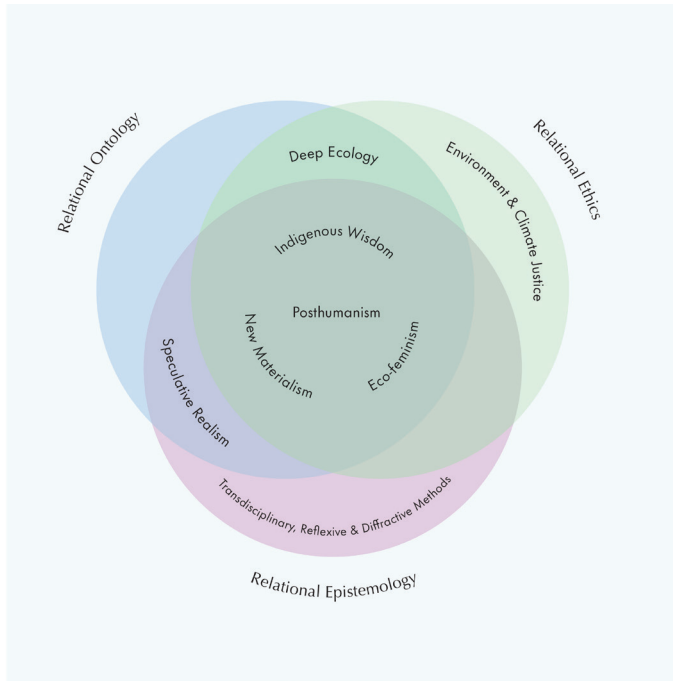 Relational Ontology
Relational Ethics
Deep Ecology
Environment & Climate Justice
Indigenous Wisdom
Posthumanism
New Materialism
Eco-feminism
Speculative Realism
Transdisciplinary, Reflexive & Diffractive Methods
Relational Epistemology